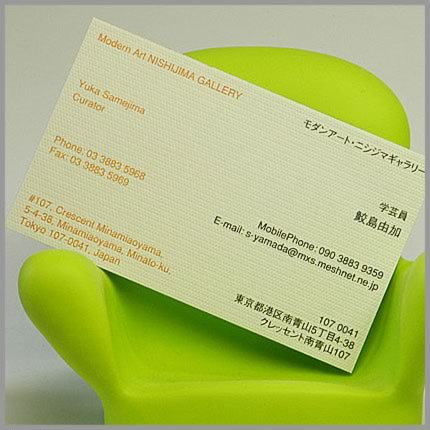 Modern Art NISHIJIMA GALLERY
Yuka Samejima
Curator
Phone. 03 3883 5968
Fax: 03 3883 5969
#107, Crescent Minamiaoyama,
5-4-38, Minamiaoyama, Minato-ku,
Tokyo 107-0041, Japan
モダンアート・ニシジマギャラリー
学芸員
鮫島由加
MobilePhone: 090 3883 9359
E-mail: s-yamada@mxs.meshnet.ne.jp
107 0041
東京都港区南青山5丁目4-38
クレッセント南青山107